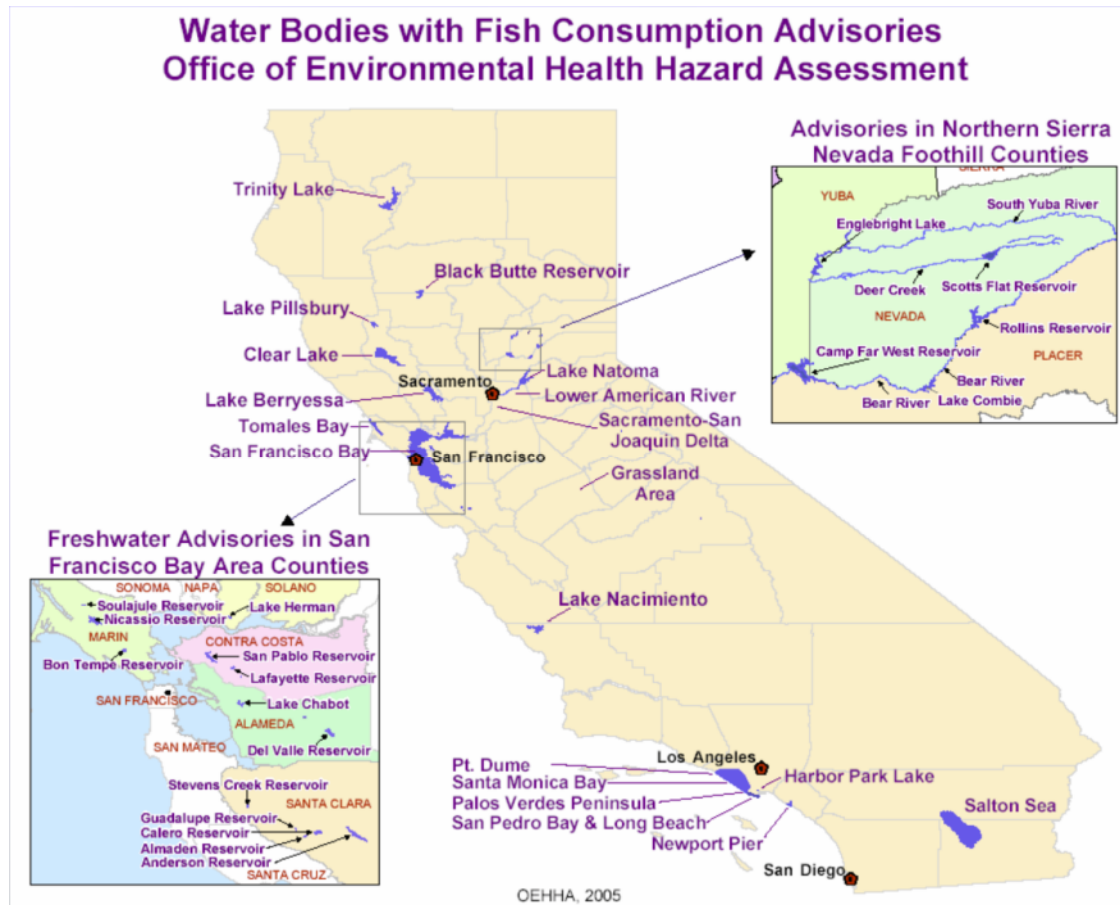 Water Bodies with Fish Consumption Advisories
Office of Environmental Health Hazard Assessment
Advisories in Northern Sierra
Nevada Foothill Counties
SIERRA
YUBA
South Yuba River
Englebright Lake
Deer Creek
Scotts Flat Reservoir
NEVADA
Rollins Reservoir
Camp Far West Reservoir
PLACER
Bear River
Bear River
Lake Combie
Trinity Lake
Black Butte Reservoir
Lake Pillsbury
Clear Lake
Lake Natoma
Sacramento
Lower American River
Lake Berryessa
Sacramento-San
Joaquin Delta
Tomales Bay
San Francisco Bay
San Francisco
Grassland
Area
Freshwater Advisories in San
Francisco Bay Area Counties
SONOMA
NAPA
SOLANO
Soulajule Reservoir
Lake Herman
Nicassio Reservoir
MARIN
CONTRA COSTA
San Pablo Reservoir
Bon Tempe Reservoir
Lafayette Reservoir
SAN FRANCISCO
Lake Chabot
ALAMEDA
SAN MATEO
Del Valle Reservoir
Stevens Creek Reservoir
SANTA CLARA
Guadalupe Reservoir
Calero Reservoir
Almaden Reservoir
Anderson Reservoir
SANTA CRUZ
Lake Nacimiento
Los Angeles
Pt. Dume
Santa Monica Bay
Harbor Park Lake
Palos Verdes Peninsula
San Pedro Bay & Long Beach
Newport Pier
Salton Sea
San Diego
OEHHA, 2005